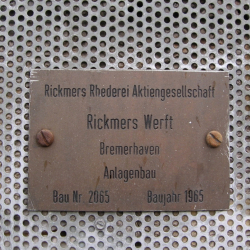 Rickmers Rhederei Aktiengesellschaft
Rickmers Werft
Bremerhaven
Anlagenbau
Bau Nr. 2065 Baujahr 1965